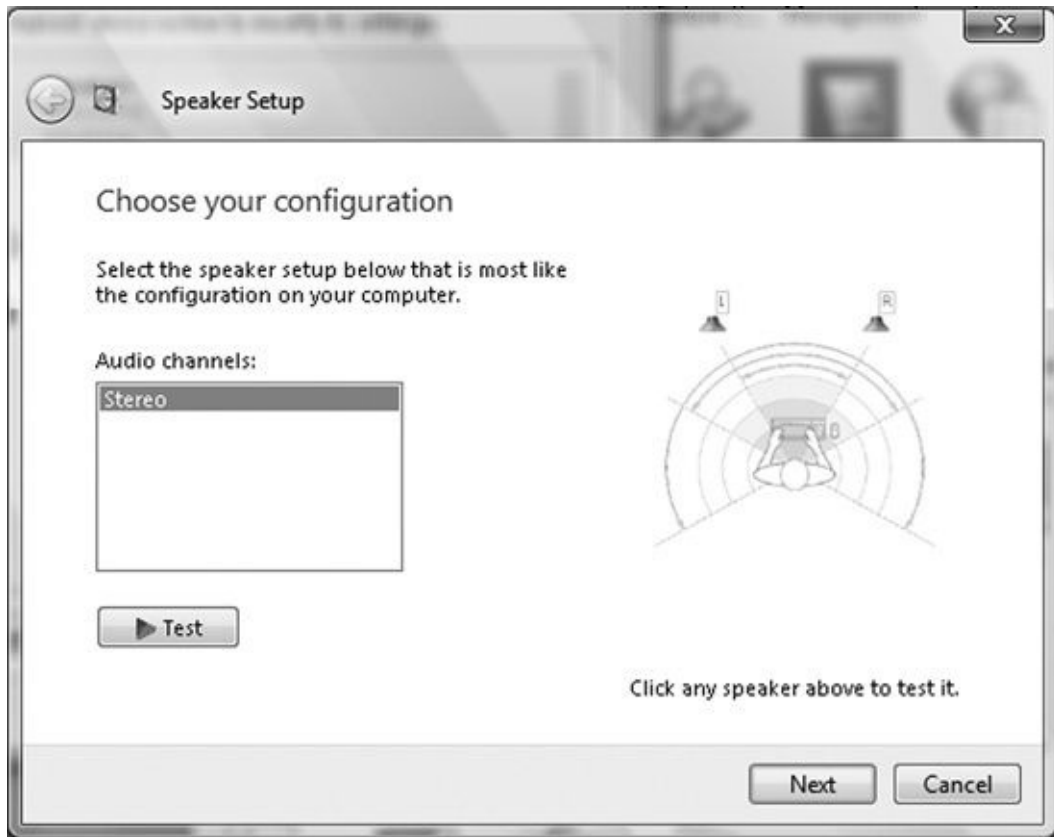 X
Speaker Setup
Choose your configuration
Select the speaker setup below that is most like
the configuration on your computer.
L
R
Audio channels:
Stereo
Test
Click any speaker above to test it.
Next
Cancel